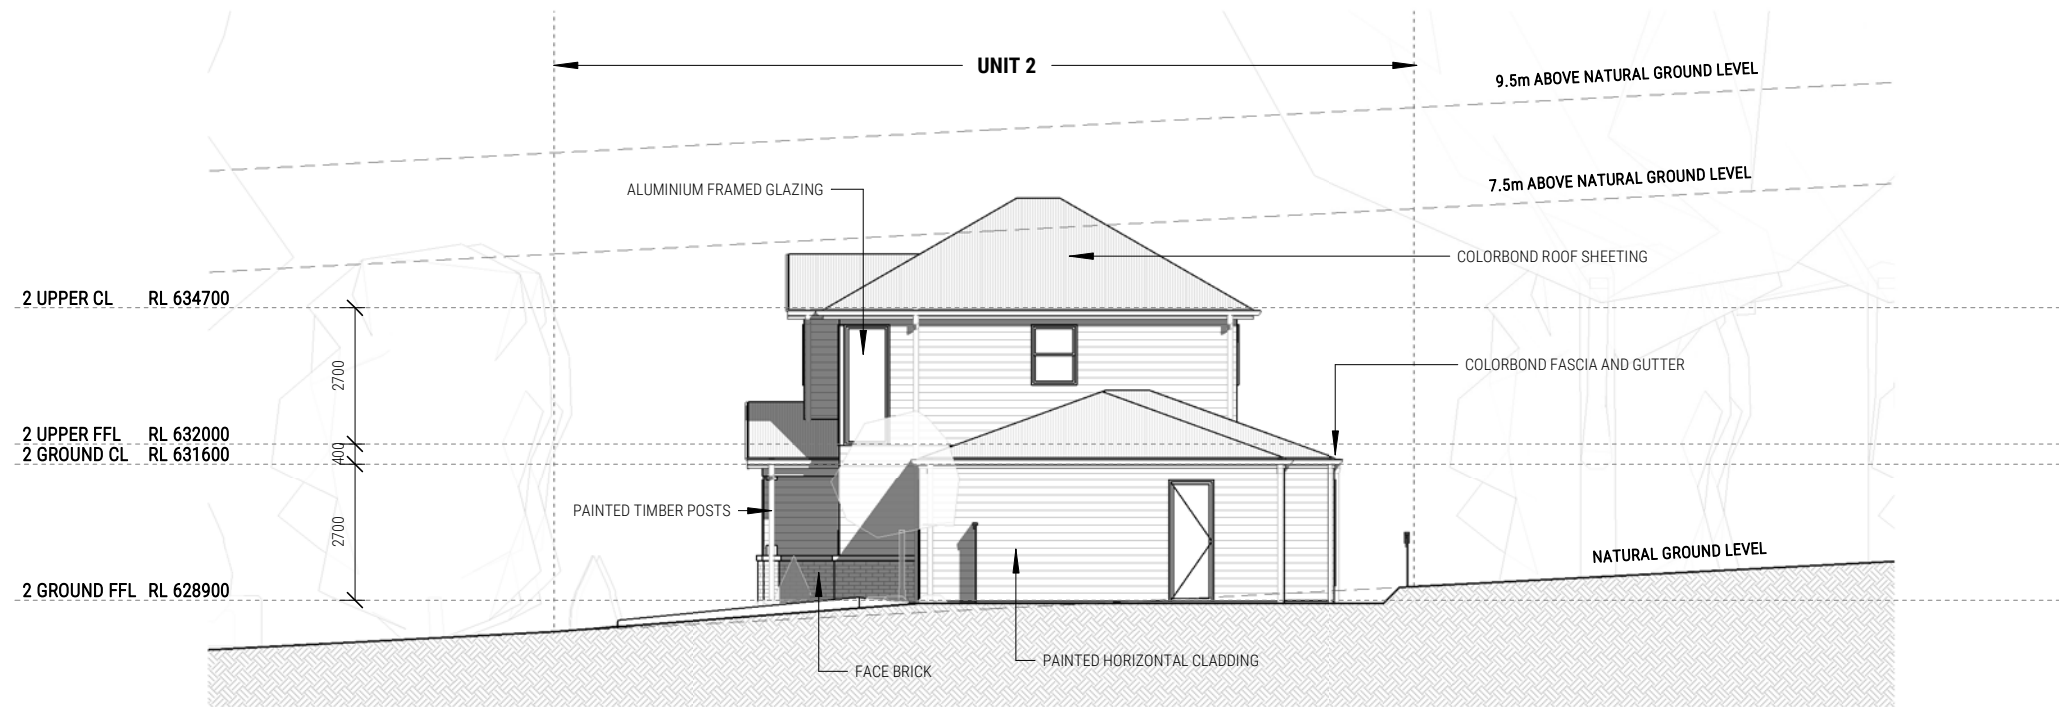 UNIT 2
9.5m ABOVE NATURAL GROUND LEVEL
7.5m ABOVE NATURAL GROUND LEVEL
ALUMINIUM FRAMED GLAZING
COLORBOND ROOF SHEETING
2 UPPER CL RL 634700
COLORBOND FASCIA AND GUTTER
2700
2 UPPER FFL RL 632000
400
2 GROUND CL RL 631600
PAINTED TIMBER POSTS
2700
NATURAL GROUND LEVEL
2 GROUND FFL RL 628900
PAINTED HORIZONTAL CLADDING
FACE BRICK